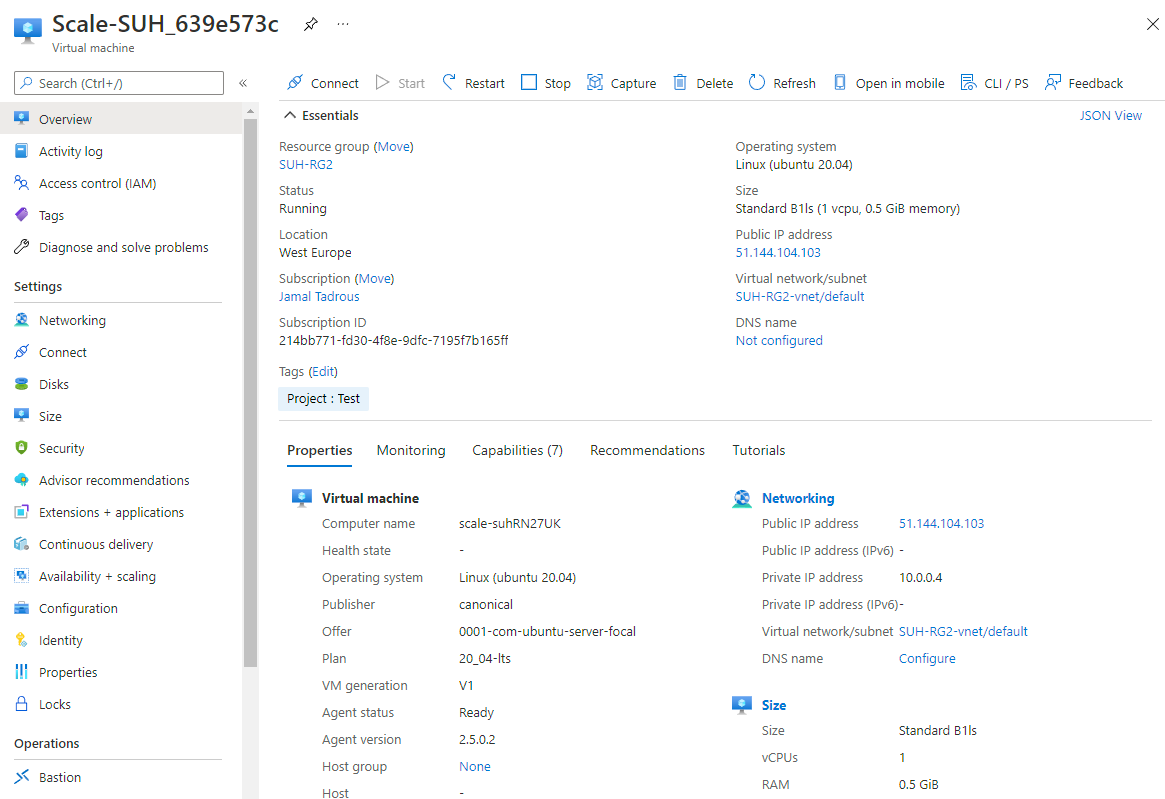 Scale-SUH_639e573c
Virtual machine
Search (Ctrl+/)
«
Overview
Activity log
Access control (IAM)
Tags
Diagnose and solve problems
Settings
Networking
Connect
Disks
Size
Security
Advisor recommendations
Extensions + applications
Continuous delivery
Availability + scaling
Configuration
Identity
Properties
Locks
Operations
Bastion
Connect Start Restart Stop Capture Delete Refresh Open in mobile CLI / PS Feedback
Essentials
JSON View
Resource group (Move)
SUH-RG2
Status
Running
Location
West Europe
Subscription (Move)
Jamal Tadrous
Subscription ID
214bb771-fd30-4f8e-9dfc-7195f7b165ff
Operating system
Linux (ubuntu 20.04)
Size
Standard B1ls (1 vcpu, 0.5 GiB memory)
Public IP address
51.144.104.103
Virtual network/subnet
SUH-RG2-vnet/default
DNS name
Not configured
Tags (Edit)
Project : Test
Properties Monitoring Capabilities (7) Recommendations Tutorials
Virtual machine
Computer name scale-suhRN27UK
Health state -
Operating system Linux (ubuntu 20.04)
Publisher canonical
Offer 0001-com-ubuntu-server-focal
Plan 20_04-lts
VM generation V1
Agent status Ready
Agent version 2.5.0.2
Host group None
Host -
Networking
Public IP address 51.144.104.103
Public IP address (IPv6) -
Private IP address 10.0.0.4
Private IP address (IPv6) -
Virtual network/subnet SUH-RG2-vnet/default
DNS name Configure
Size
Size Standard B1ls
vCPUs 1
RAM 0.5 GiB